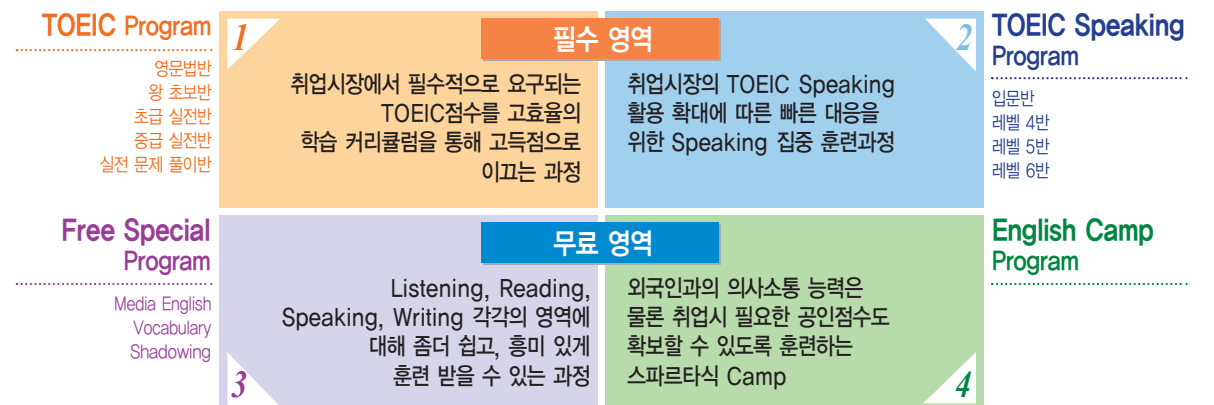 TOEIC Program
영문법반
왕 초보반
초급 실전반
중급 실전반
실전 문제 풀이반
1
필수 영역
취업시장에서 필수적으로 요구되는
TOEIC점수를 고효율의
학습 커리큘럼을 통해 고득점으로
이끄는 과정
2
취업시장의 TOEIC Speaking
활용 확대에 따른 빠른 대응을
위한 Speaking 집중 훈련과정
TOEIC Speaking
Program
입문반
레벨 4반
레벨 5반
레벨 6반
Free Special
Program
Media English
Vocabulary
Shadowing
무료 영역
Listening, Reading,
Speaking, Writing 각각의 영역에
대해 좀더 쉽고, 흥미 있게
훈련 받을 수 있는 과정
3
외국인과의 의사소통 능력은
물론 취업시 필요한 공인점수도
확보할 수 있도록 훈련하는
스파르타식 Camp
4
English Camp
Program